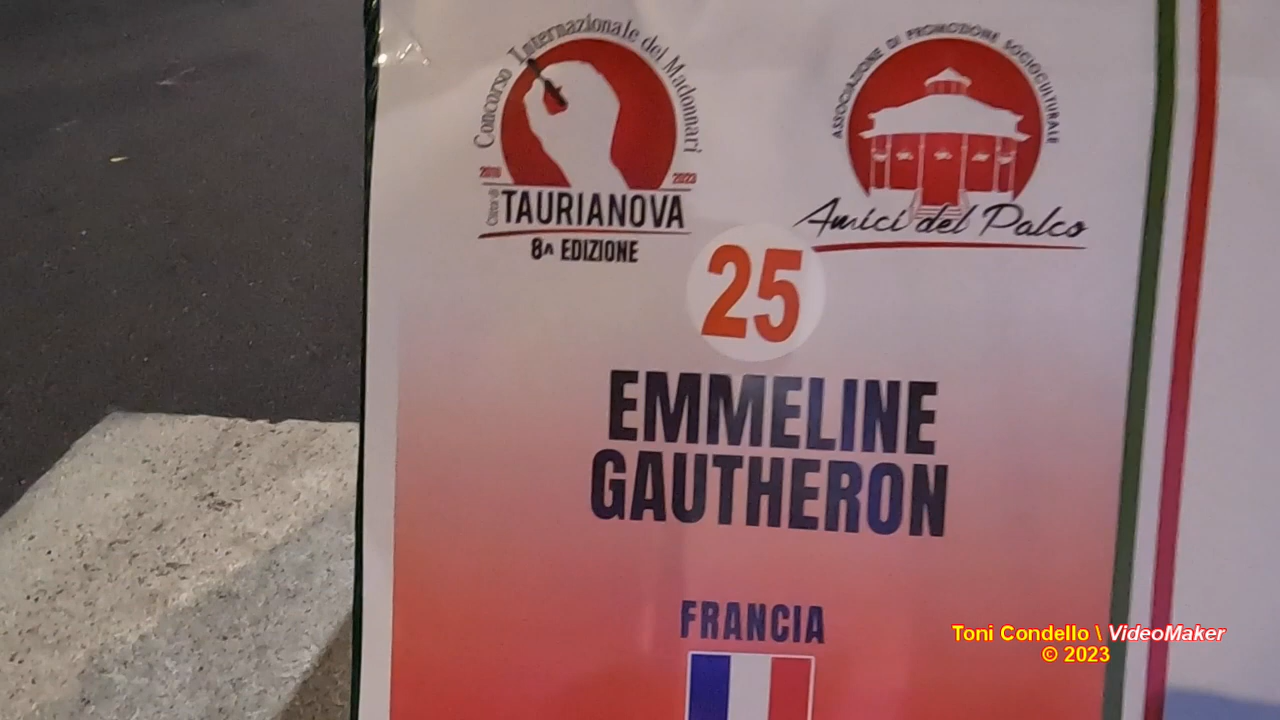 Concorso Internazionale dei Madonnari
2016 2023
Città di TAURIANOVA
8ᴬ EDIZIONE
ASSOCIAZIONE DI PROMOZIONE SOCIOCULTURALE
Amici del Palco
25
EMMELINE
GAUTHERON
FRANCIA
Toni Condello \ VideoMaker
© 2023